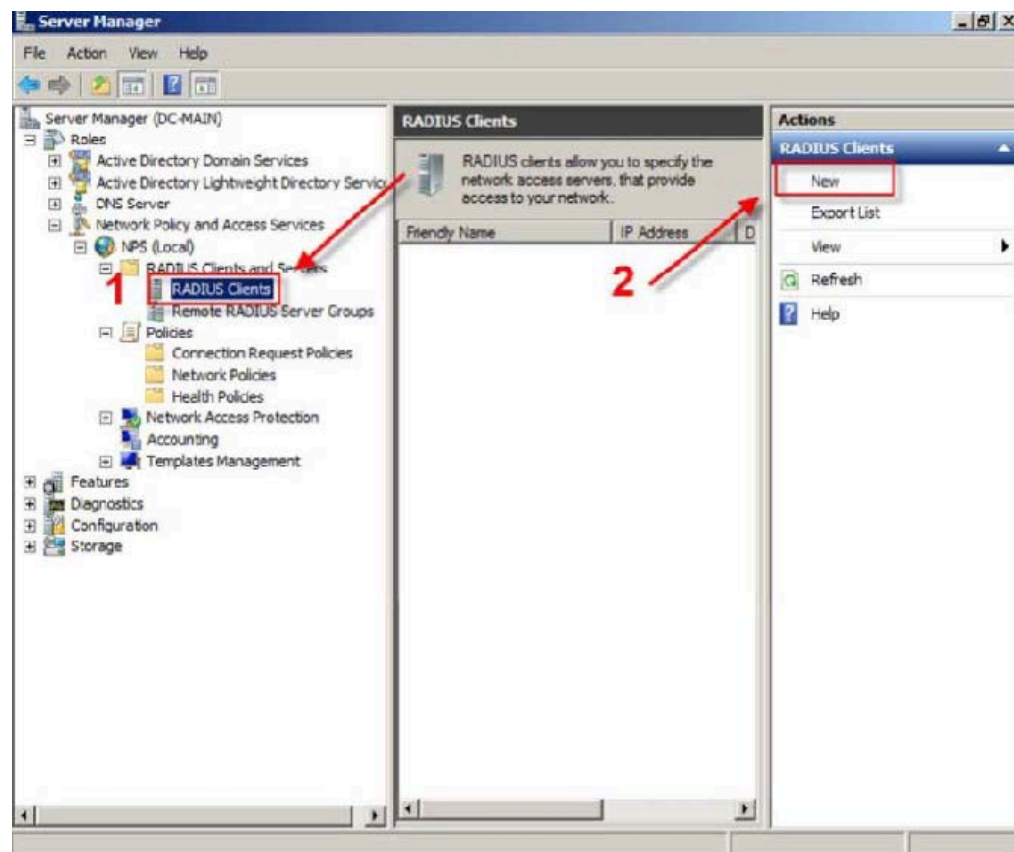 Server Manager
File Action View Help
Server Manager (DC-MAIN)
Roles
Active Directory Domain Services
Active Directory Lightweight Directory Servic
DNS Server
Network Policy and Access Services
NPS (Local)
RADIUS Clients and Servers
1
RADIUS Clients
Remote RADIUS Server Groups
Policies
Connection Request Policies
Network Policies
Health Policies
Network Access Protection
Accounting
Templates Management
Features
Diagnostics
Configuration
Storage
RADIUS Clients
RADIUS clients allow you to specify the
network access servers, that provide
access to your network.
Friendly Name IP Address D
2
Actions
RADIUS Clients
New
Export List
View
Refresh
Help